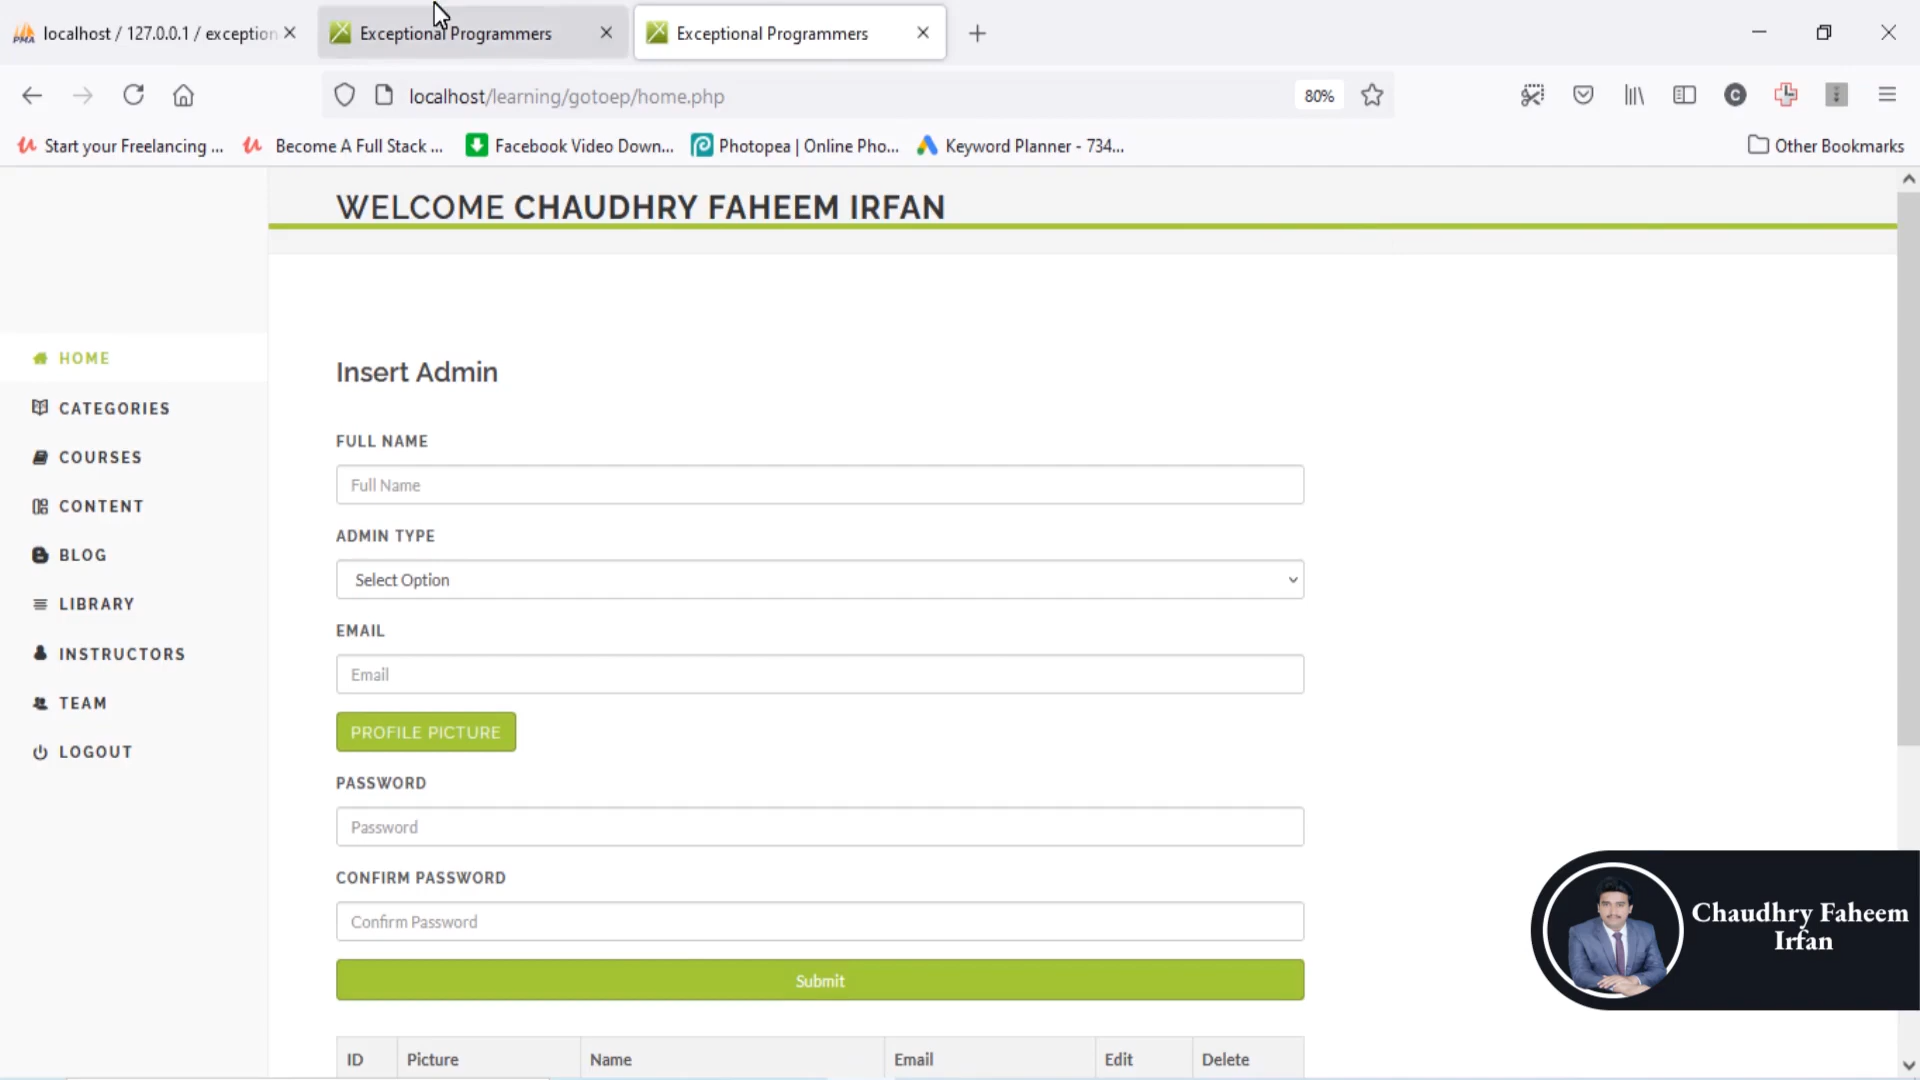 localhost / 127.0.0.1 / exception
Exceptional Programmers
Exceptional Programmers
localhost/learning/gotoep/home.php
80%
Start your Freelancing ...
Become A Full Stack ...
Facebook Video Down...
Photopea | Online Pho...
Keyword Planner - 734...
Other Bookmarks
WELCOME CHAUDHRY FAHEEM IRFAN
HOME
CATEGORIES
COURSES
CONTENT
BLOG
LIBRARY
INSTRUCTORS
TEAM
LOGOUT
Insert Admin
FULL NAME
Full Name
ADMIN TYPE
Select Option
EMAIL
Email
PROFILE PICTURE
PASSWORD
Password
CONFIRM PASSWORD
Confirm Password
Submit
ID Picture Name Email Edit Delete
Chaudhry Faheem
Irfan